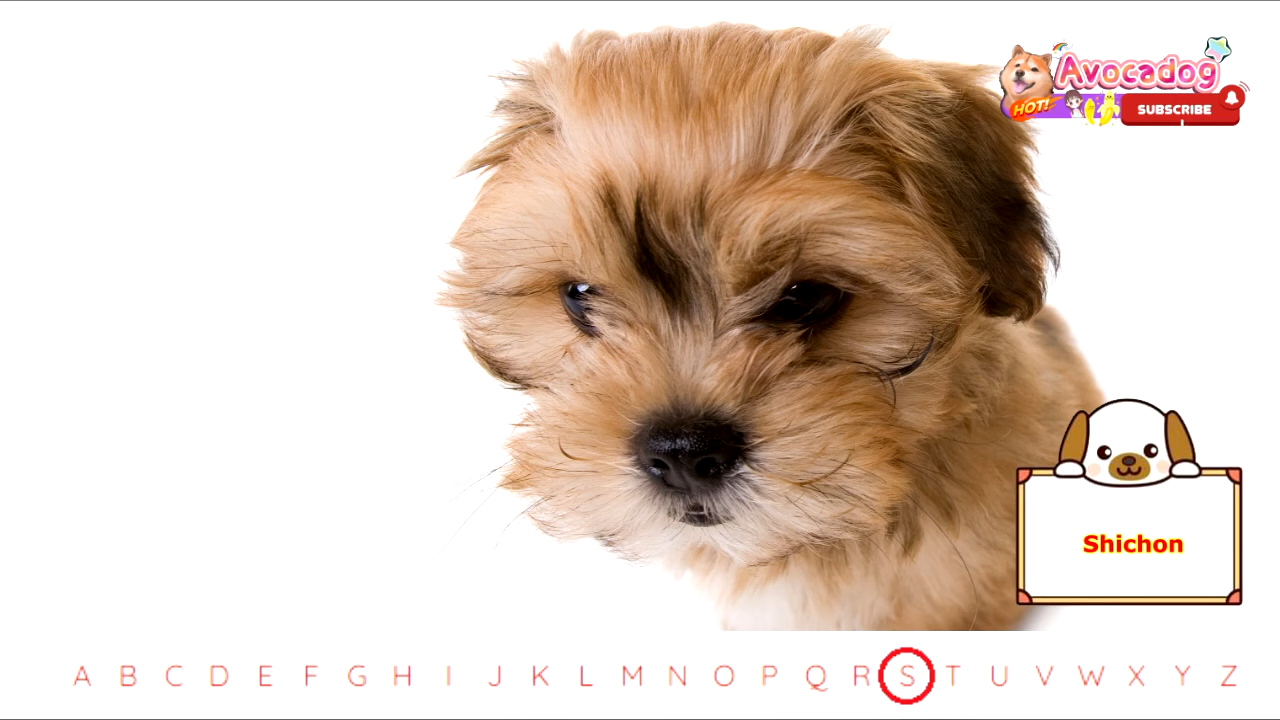 Avocadog
HOT!
SUBSCRIBE
Shichon
A B C D E F G H I J K L M N O P Q R S T U V W X Y Z